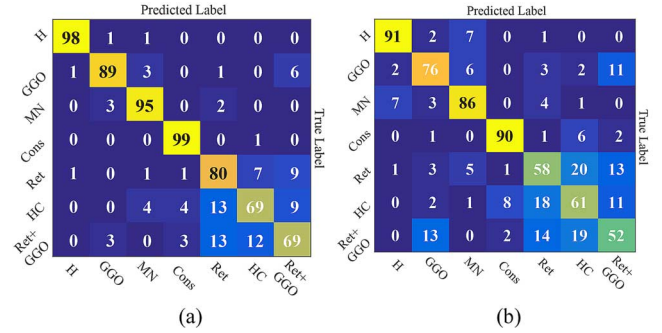 Predicted Label
H 98 1 1 0 0 0 0
GGO 1 89 3 0 1 0 6
MN 0 3 95 0 2 0 0
Cons 0 0 0 99 0 1 0
Ret 1 0 1 1 80 7 9
HC 0 0 4 4 13 69 9
Ret+ GGO 0 3 0 3 13 12 69
H GGO MN Cons Ret HC Ret+ GGO
True Label
(a)
Predicted Label
H 91 2 7 0 1 0 0
GGO 2 76 6 0 3 2 11
MN 7 3 86 0 4 1 0
Cons 0 1 0 90 1 6 2
Ret 1 3 5 1 58 20 13
HC 0 2 1 8 18 61 11
Ret+ GGO 0 13 0 2 14 19 52
H GGO MN Cons Ret HC Ret+ GGO
True Label
(b)